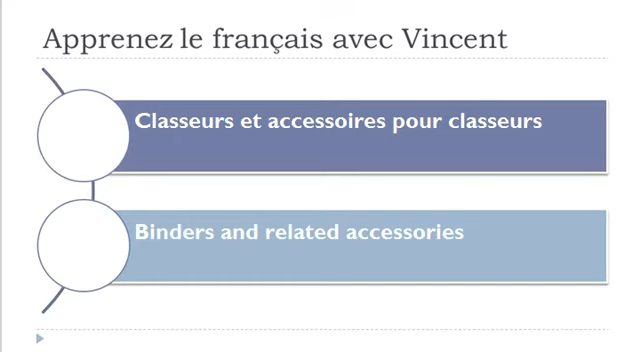 Apprenez le français avec Vincent
Classeurs et accessoires pour classeurs
Binders and related accessories